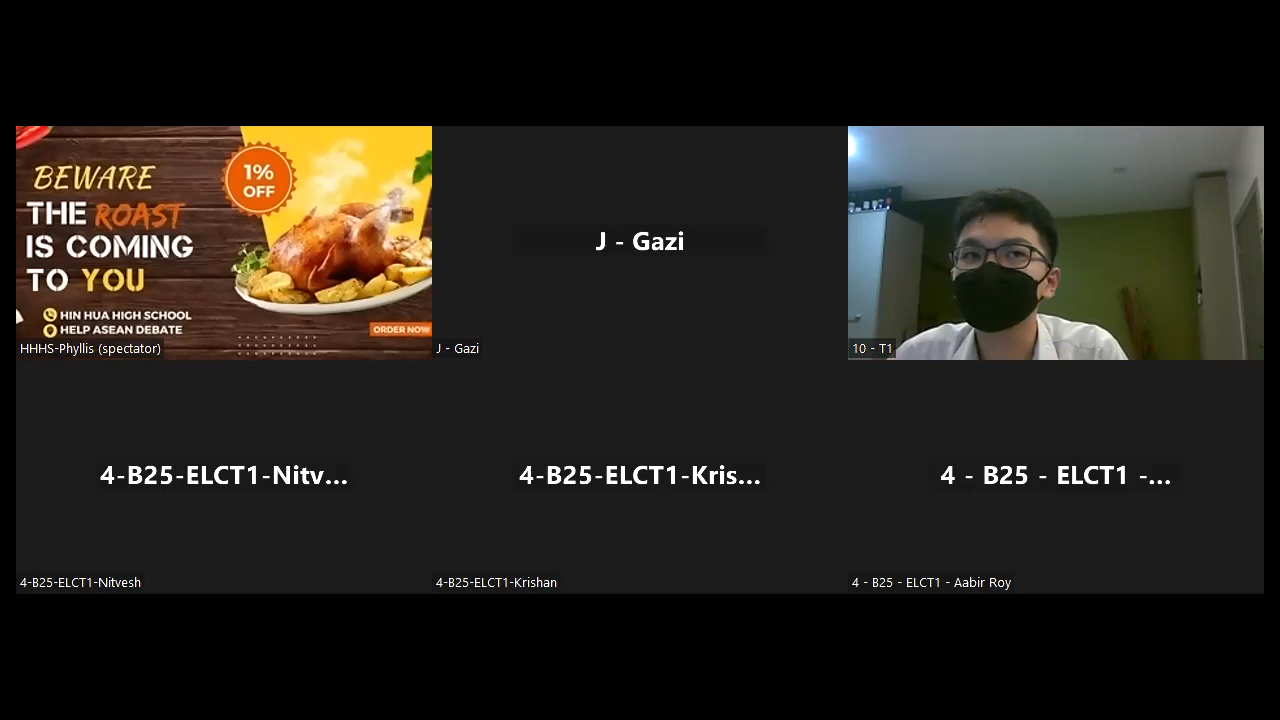 BEWARE
THE ROAST
IS COMING
TO YOU
1%
OFF
HIN HUA HIGH SCHOOL
HELP ASEAN DEBATE
ORDER NOW
HHHS-Phyllis (spectator)
J - Gazi
J - Gazi
10 - T1
4-B25-ELCT1-Nitv...
4-B25-ELCT1-Nitvesh
4-B25-ELCT1-Kris...
4-B25-ELCT1-Krishan
4 - B25 - ELCT1 -...
4 - B25 - ELCT1 - Aabir Roy